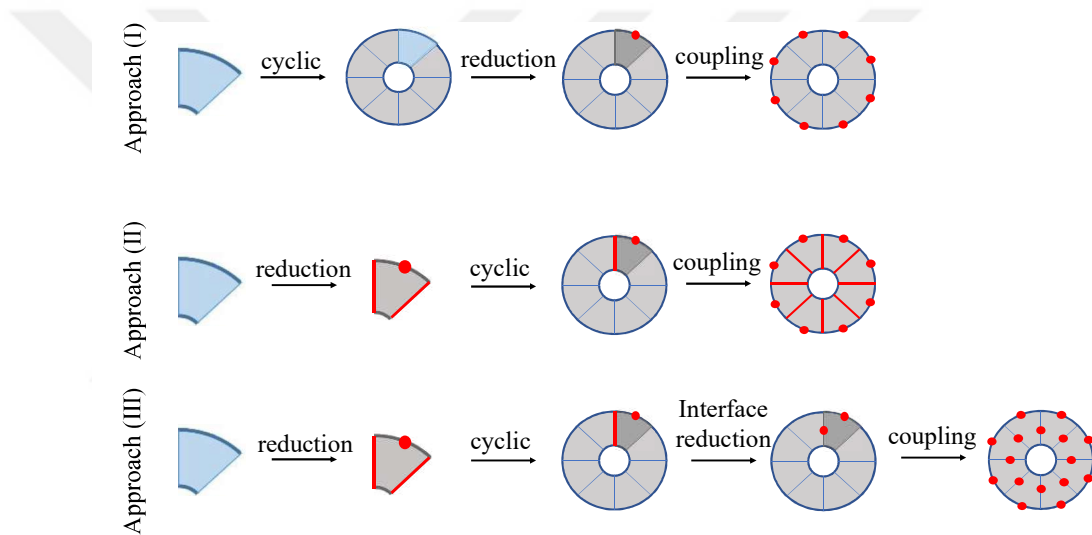 Approach (I)
cyclic
reduction
coupling
Approach (II)
reduction
cyclic
coupling
Approach (III)
reduction
cyclic
Interface
reduction
coupling